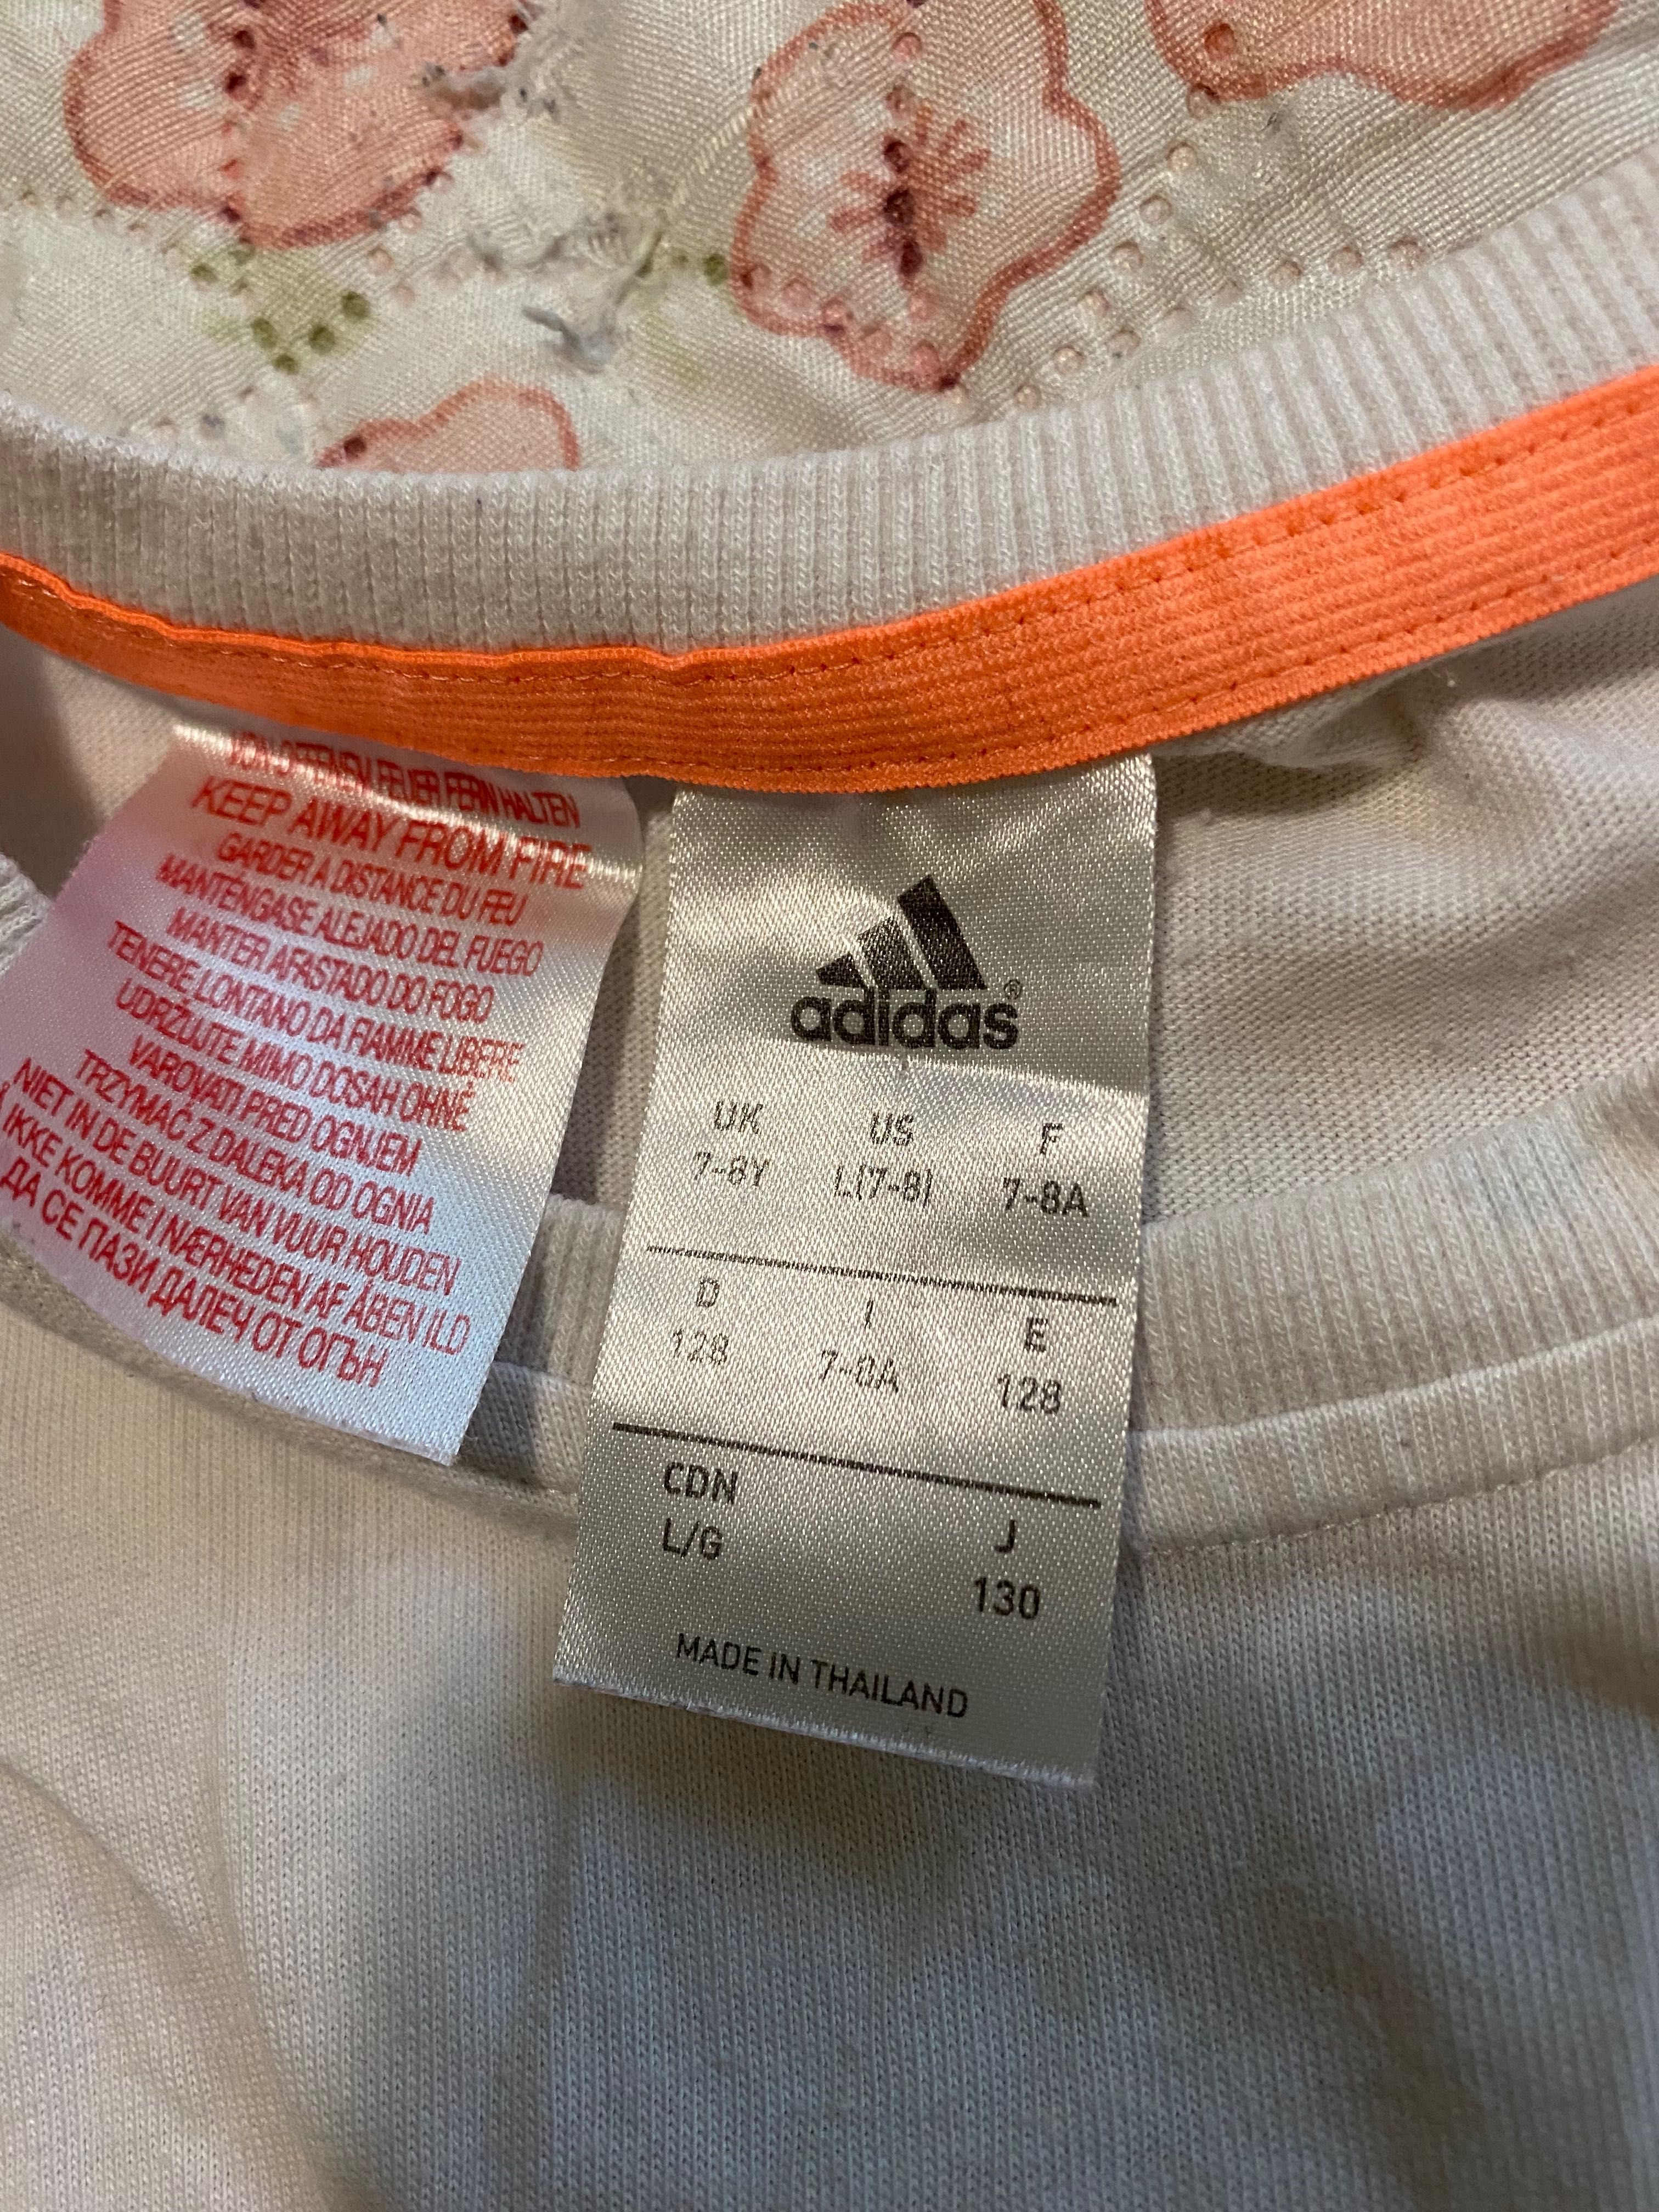 VON OFFENEM FEUER FERN HALTEN
KEEP AWAY FROM FIRE
GARDER A DISTANCE DU FEU
MANTÉNGASE ALEJADO DEL FUEGO
MANTER AFASTADO DO FOGO
TENERE LONTANO DA FIAMME LIBERE
UDRŽUJTE MIMO DOSAH OHNĚ
VAROVATI PRED OGNJEM
TRZYMAĆ Z DALEKA OD OGNIA
NIET IN DE BUURT VAN VUUR HOUDEN
IKKE KOMME I NÆRHEDEN AF ÅBEN ILD
ДА СЕ ПАЗИ ДАЛЕЧ ОТ ОГЪН
adidas®
UK US F
7-8Y L(7-8) 7-8A
D I E
128 7-8A 128
CDN J
L/G 130
MADE IN THAILAND